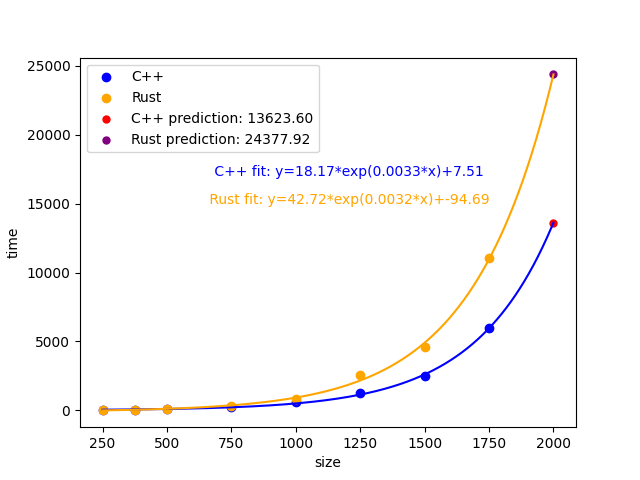 25000
20000
15000
10000
5000
0
time
C++
Rust
C++ prediction: 13623.60
Rust prediction: 24377.92
C++ fit: y=18.17*exp(0.0033*x)+7.51
Rust fit: y=42.72*exp(0.0032*x)+-94.69
250 500 750 1000 1250 1500 1750 2000
size